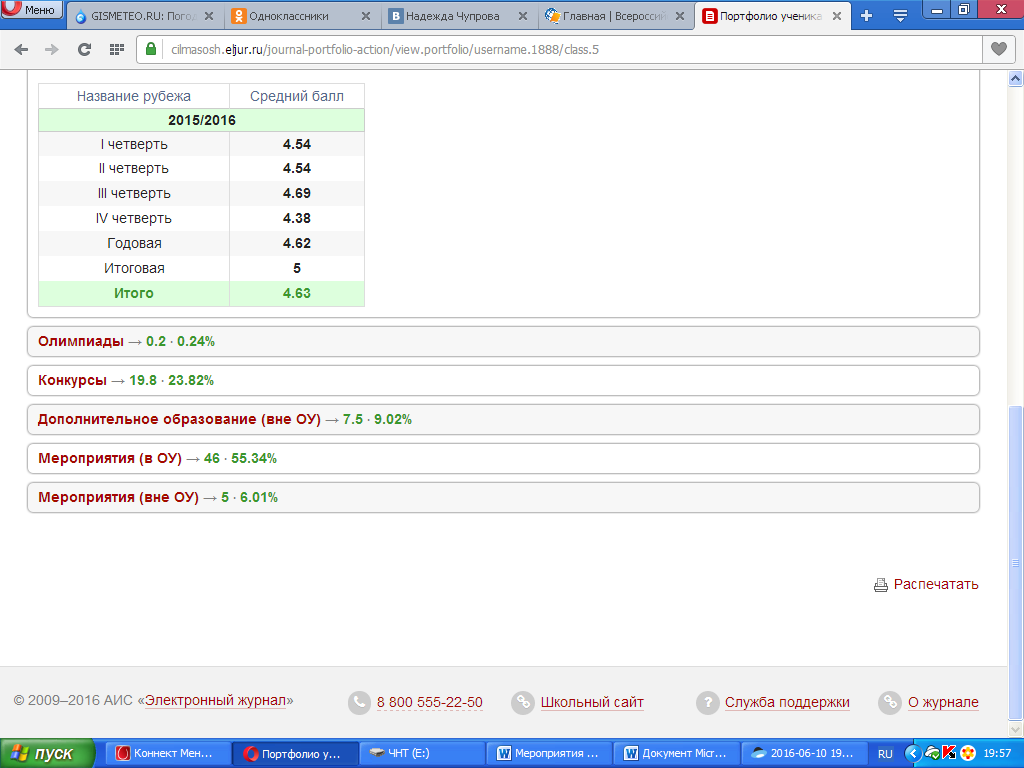 Меню
GISMETEO.RU: Погод
Одноклассники
Надежда Чупрова
Главная | Всероссий
Портфолио ученика
cilmasosh.eljur.ru/journal-portfolio-action/view.portfolio/username.1888/class.5
Название рубежа Средний балл
2015/2016
I четверть 4.54
II четверть 4.54
III четверть 4.69
IV четверть 4.38
Годовая 4.62
Итоговая 5
Итого 4.63
Олимпиады → 0.2 · 0.24%
Конкурсы → 19.8 · 23.82%
Дополнительное образование (вне ОУ) → 7.5 · 9.02%
Мероприятия (в ОУ) → 46 · 55.34%
Мероприятия (вне ОУ) → 5 · 6.01%
Распечатать
© 2009–2016 АИС «Электронный журнал» 8 800 555-22-50 Школьный сайт Служба поддержки О журнале
пуск
Коннект Мен...
Портфолио у...
ЧНТ (E:)
Мероприятия ...
Документ Micr...
2016-06-10 19...
RU
19:57